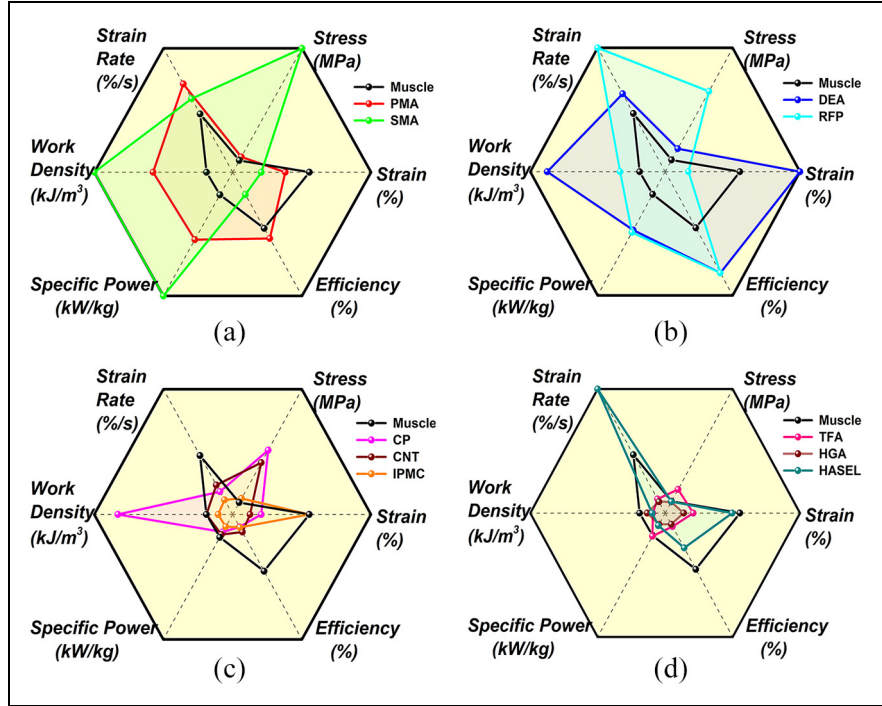 Strain
Rate
(%/s)
Stress
(MPa)
Muscle
PMA
SMA
Work
Density
(kJ/m³)
Strain
(%)
Specific Power
(kW/kg)
Efficiency
(%)
(a)
Strain
Rate
(%/s)
Stress
(MPa)
Muscle
DEA
RFP
Work
Density
(kJ/m³)
Strain
(%)
Specific Power
(kW/kg)
Efficiency
(%)
(b)
Strain
Rate
(%/s)
Stress
(MPa)
Muscle
CP
CNT
IPMC
Work
Density
(kJ/m³)
Strain
(%)
Specific Power
(kW/kg)
Efficiency
(%)
(c)
Strain
Rate
(%/s)
Stress
(MPa)
Muscle
TFA
HGA
HASEL
Work
Density
(kJ/m³)
Strain
(%)
Specific Power
(kW/kg)
Efficiency
(%)
(d)